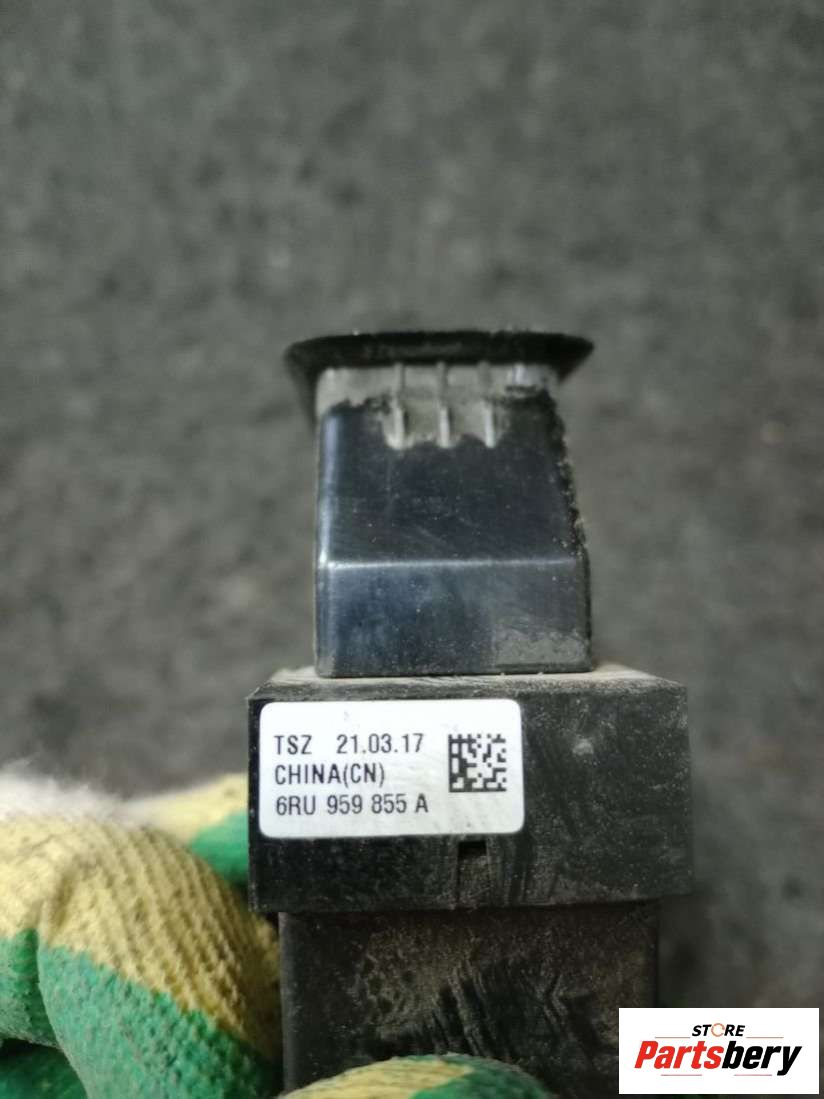 TSZ 21.03.17
CHINA(CN)
6RU 959 855 A
STORE
Partsbery